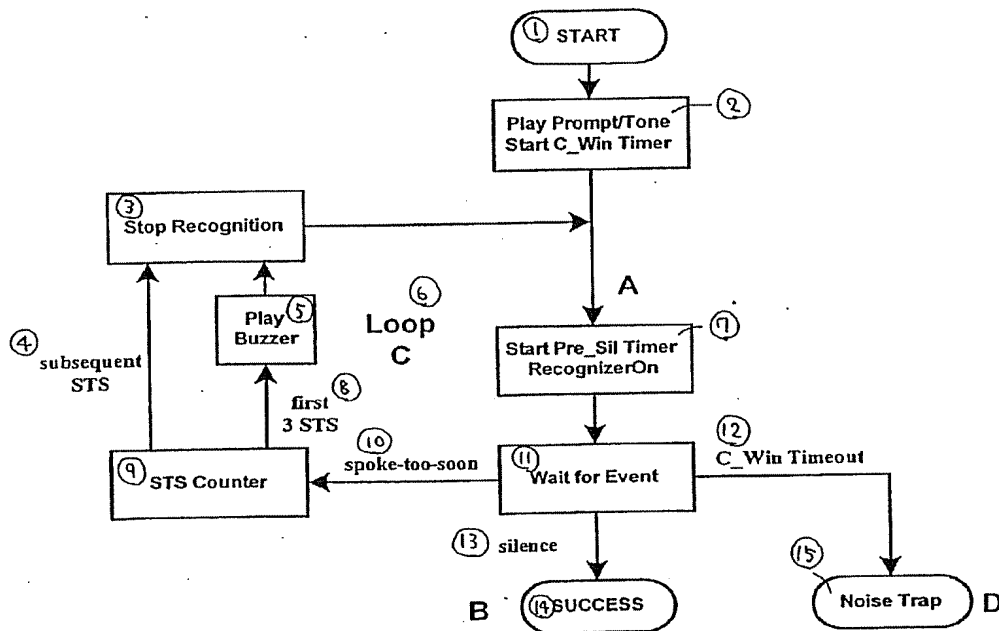 ① START
②
Play Prompt/Tone
Start C_Win Timer
③
Stop Recognition
A
⑥
Loop
C
⑤
Play
Buzzer
⑦
Start Pre_Sil Timer
RecognizerOn
④
subsequent
STS
first ⑧
3 STS
⑩
spoke-too-soon
⑫
C_Win Timeout
⑨
STS Counter
⑪
Wait for Event
⑬ silence
⑮
B
⑭ SUCCESS
Noise Trap
D